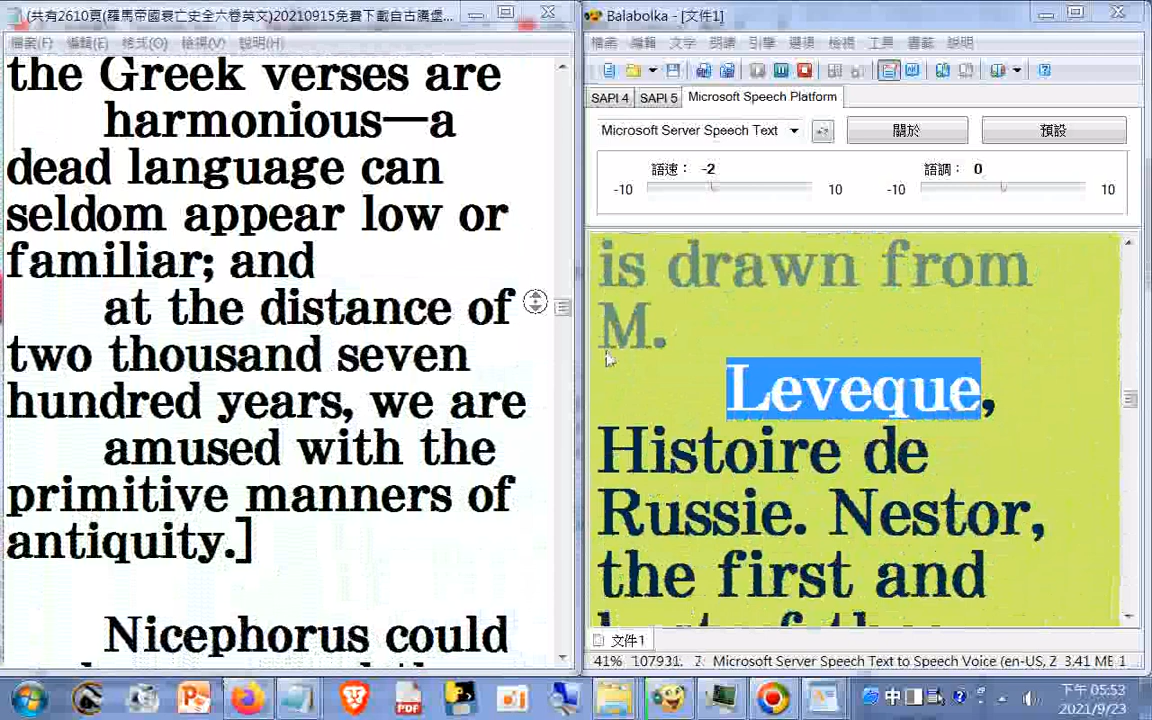 (共有2610頁(羅馬帝國衰亡史全六卷英文)20210915免費下載自古騰堡...
檔案(F) 編輯(E) 格式(O) 檢視(V) 說明(H)
the Greek verses are
harmonious—a
dead language can
seldom appear low or
familiar; and
at the distance of
two thousand seven
hundred years, we are
amused with the
primitive manners of
antiquity.]
Nicephorus could
Balabolka - [文件1]
檔案 編輯 文字 朗讀 引擎 選項 檢視 工具 書籤 說明
SAPI 4 SAPI 5 Microsoft Speech Platform
Microsoft Server Speech Text 關於 預設
語速： -2 語調： 0
-10 10 -10 10
is drawn from
M.
Leveque,
Histoire de
Russie. Nestor,
the first and
文件1
41% 107931. Microsoft Server Speech Text to Speech Voice (en-US, Z 3.41 ME 1
PDF 中 下午 05:53
2021/9/23